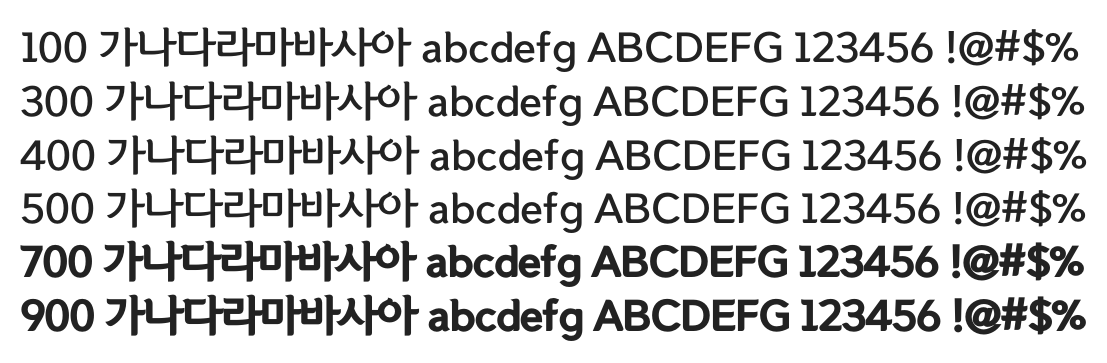 100 가나다라마바사아 abcdefg ABCDEFG 123456 !@#$%
300 가나다라마바사아 abcdefg ABCDEFG 123456 !@#$%
400 가나다라마바사아 abcdefg ABCDEFG 123456 !@#$%
500 가나다라마바사아 abcdefg ABCDEFG 123456 !@#$%
700 가나다라마바사아 abcdefg ABCDEFG 123456 !@#$%
900 가나다라마바사아 abcdefg ABCDEFG 123456 !@#$%